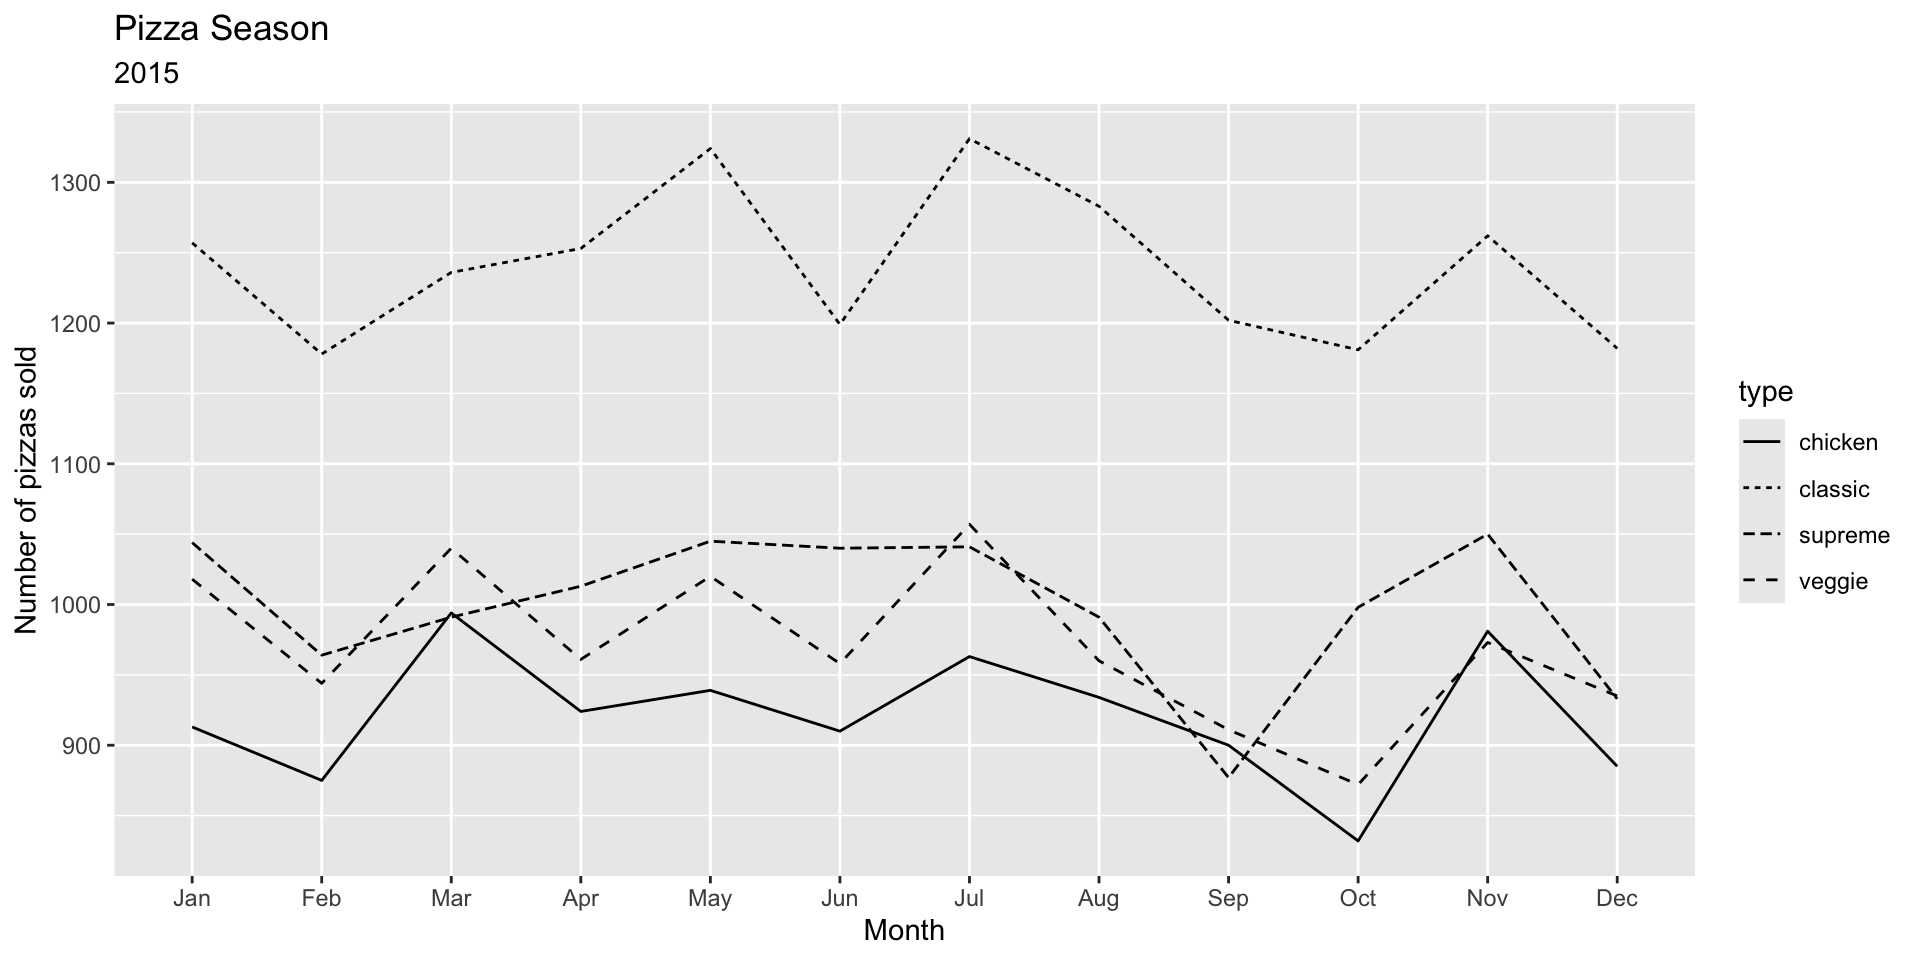 Pizza Season
2015
Number of pizzas sold
1300
1200
1100
1000
900
Jan Feb Mar Apr May Jun Jul Aug Sep Oct Nov Dec
Month
type
chicken
classic
supreme
veggie